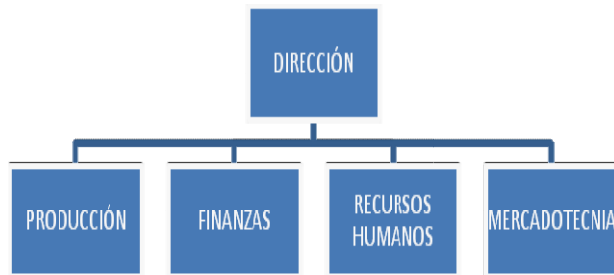 DIRECCIÓN
PRODUCCIÓN
FINANZAS
RECURSOS
HUMANOS
MERCADOTECNIA